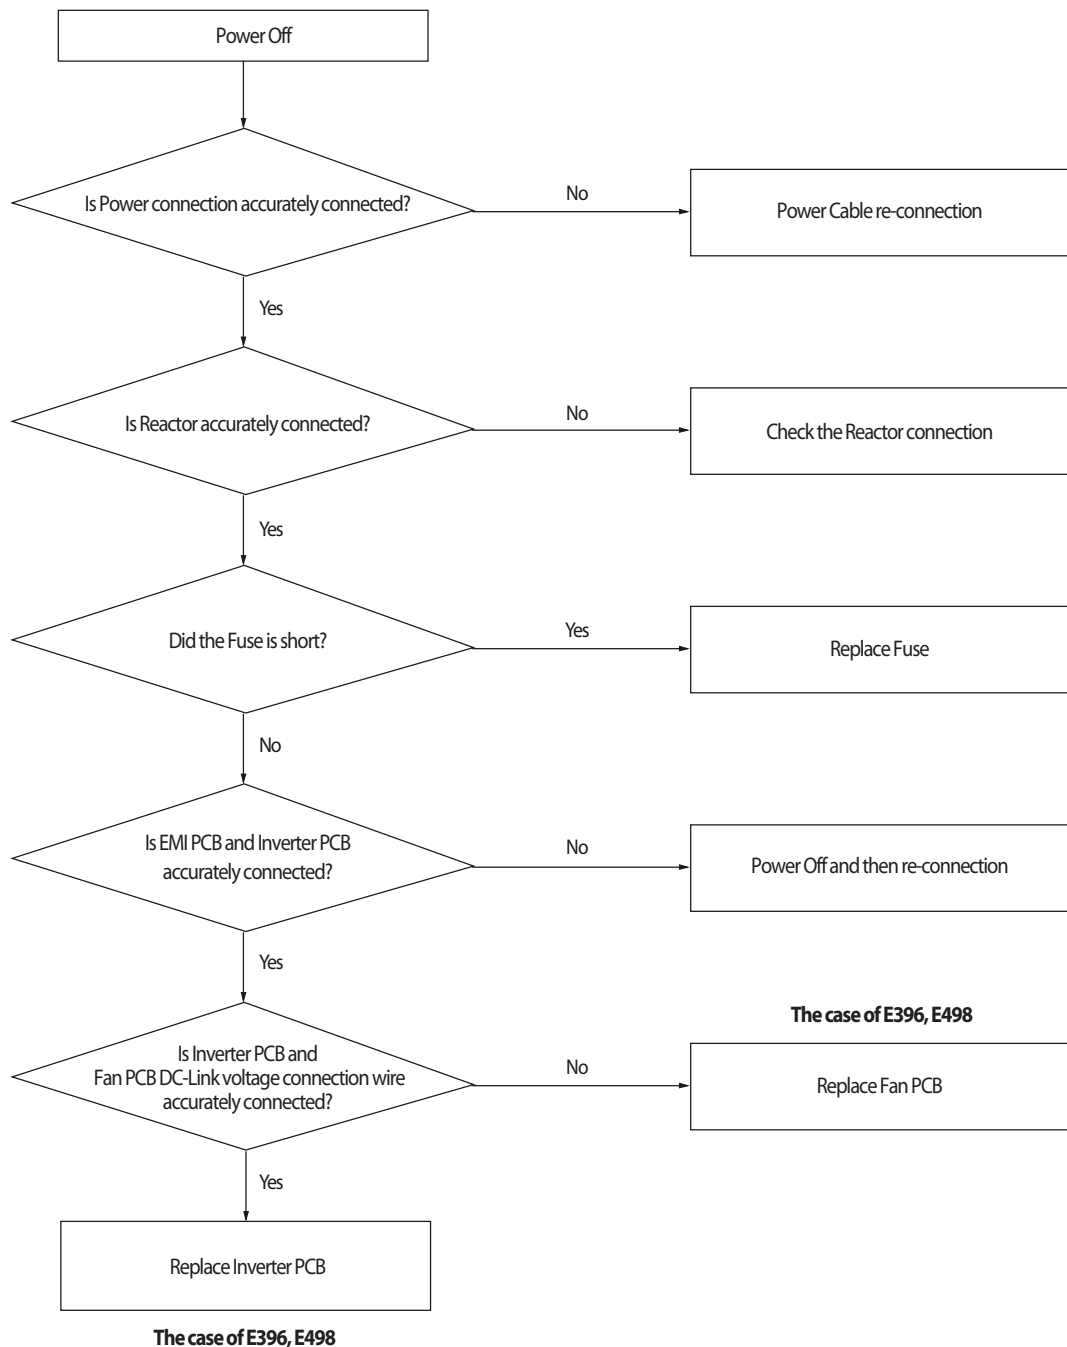 Power Off
Is Power connection accurately connected?
No
Power Cable re-connection
Yes
Is Reactor accurately connected?
No
Check the Reactor connection
Yes
Did the Fuse is short?
Yes
Replace Fuse
No
Is EMI PCB and Inverter PCB
accurately connected?
No
Power Off and then re-connection
Yes
The case of E396, E498
Is Inverter PCB and
Fan PCB DC-Link voltage connection wire
accurately connected?
No
Replace Fan PCB
Yes
Replace Inverter PCB
The case of E396, E498